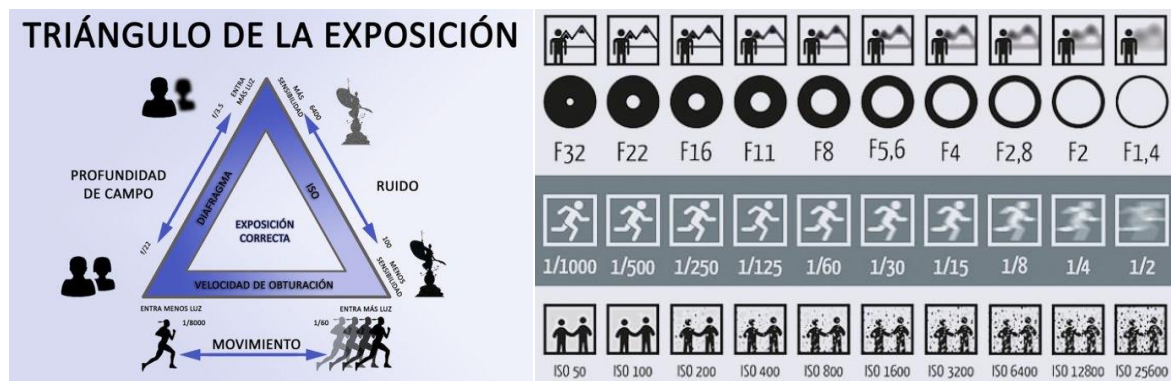 TRIÁNGULO DE LA EXPOSICIÓN
f/3.5
ENTRA
MÁS LUZ
MÁS
SENSIBILIDAD
6400
PROFUNDIDAD
DE CAMPO
DIAFRAGMA
ISO
RUIDO
EXPOSICIÓN
CORRECTA
f/22
100
MENOS
SENSIBILIDAD
VELOCIDAD DE OBTURACIÓN
ENTRA MENOS LUZ
ENTRA MÁS LUZ
1/8000
1/60
MOVIMIENTO
F32 F22 F16 F11 F8 F5,6 F4 F2,8 F2 F1,4
1/1000 1/500 1/250 1/125 1/60 1/30 1/15 1/8 1/4 1/2
ISO 50 ISO 100 ISO 200 ISO 400 ISO 800 ISO 1600 ISO 3200 ISO 6400 ISO 12800 ISO 25600